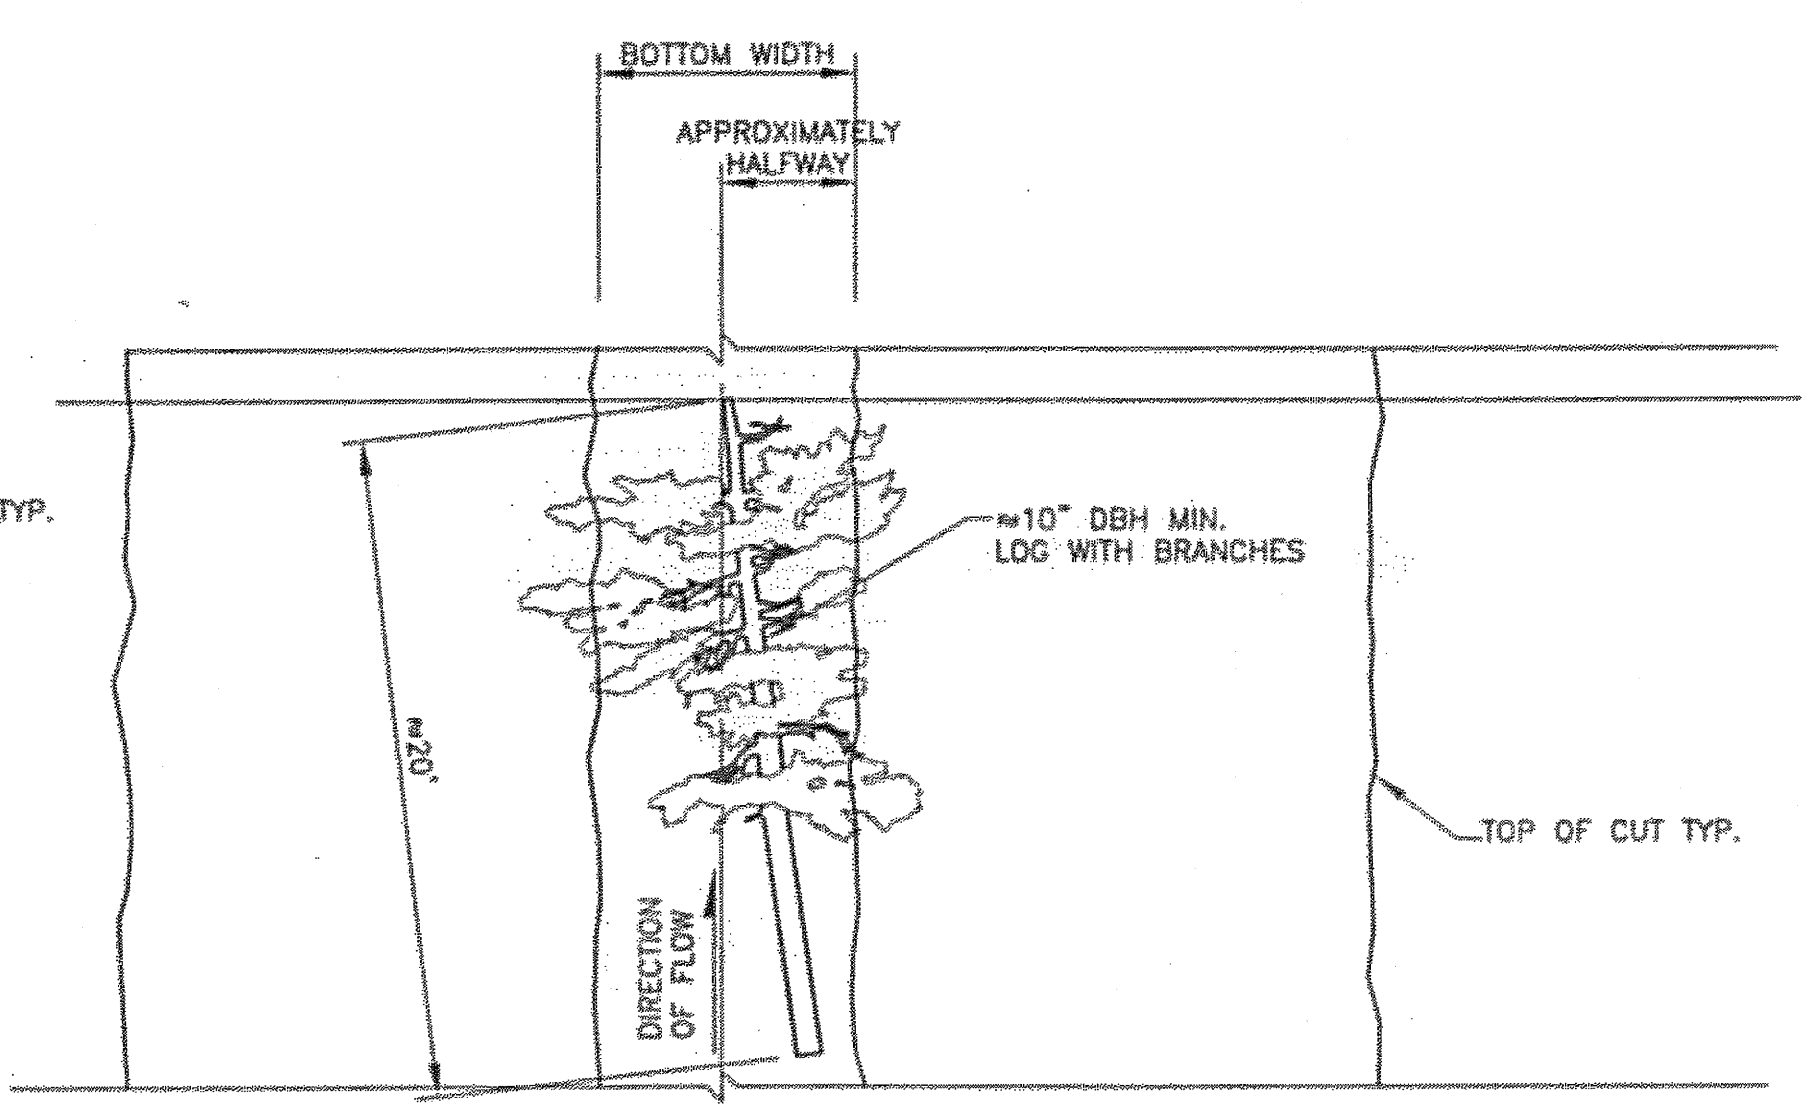 BOTTOM WIDTH
APPROXIMATELY
HALFWAY
TYP.
≈10" DBH MIN.
LOG WITH BRANCHES
≈20'
TOP OF CUT TYP.
DIRECTION
OF FLOW